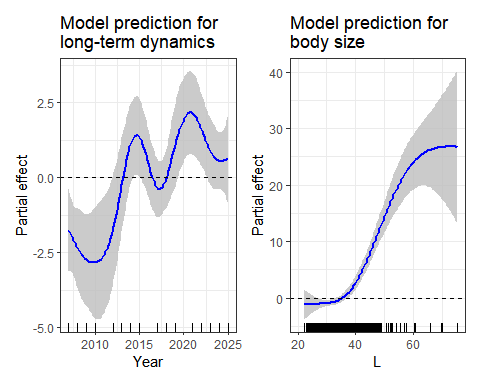 Model prediction for
long-term dynamics
2.5
0.0
-2.5
-5.0
Partial effect
2010
2015
2020
2025
Year
Model prediction for
body size
40
30
20
10
0
Partial effect
20
40
60
L